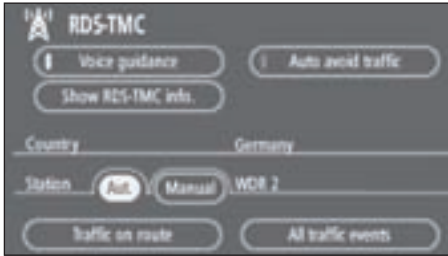 RDS-TMC
Voice guidance Auto avoid traffic
Show RDS-TMC info.
Country Germany
Station Aut. Manual WDR 2
Traffic on route All traffic events